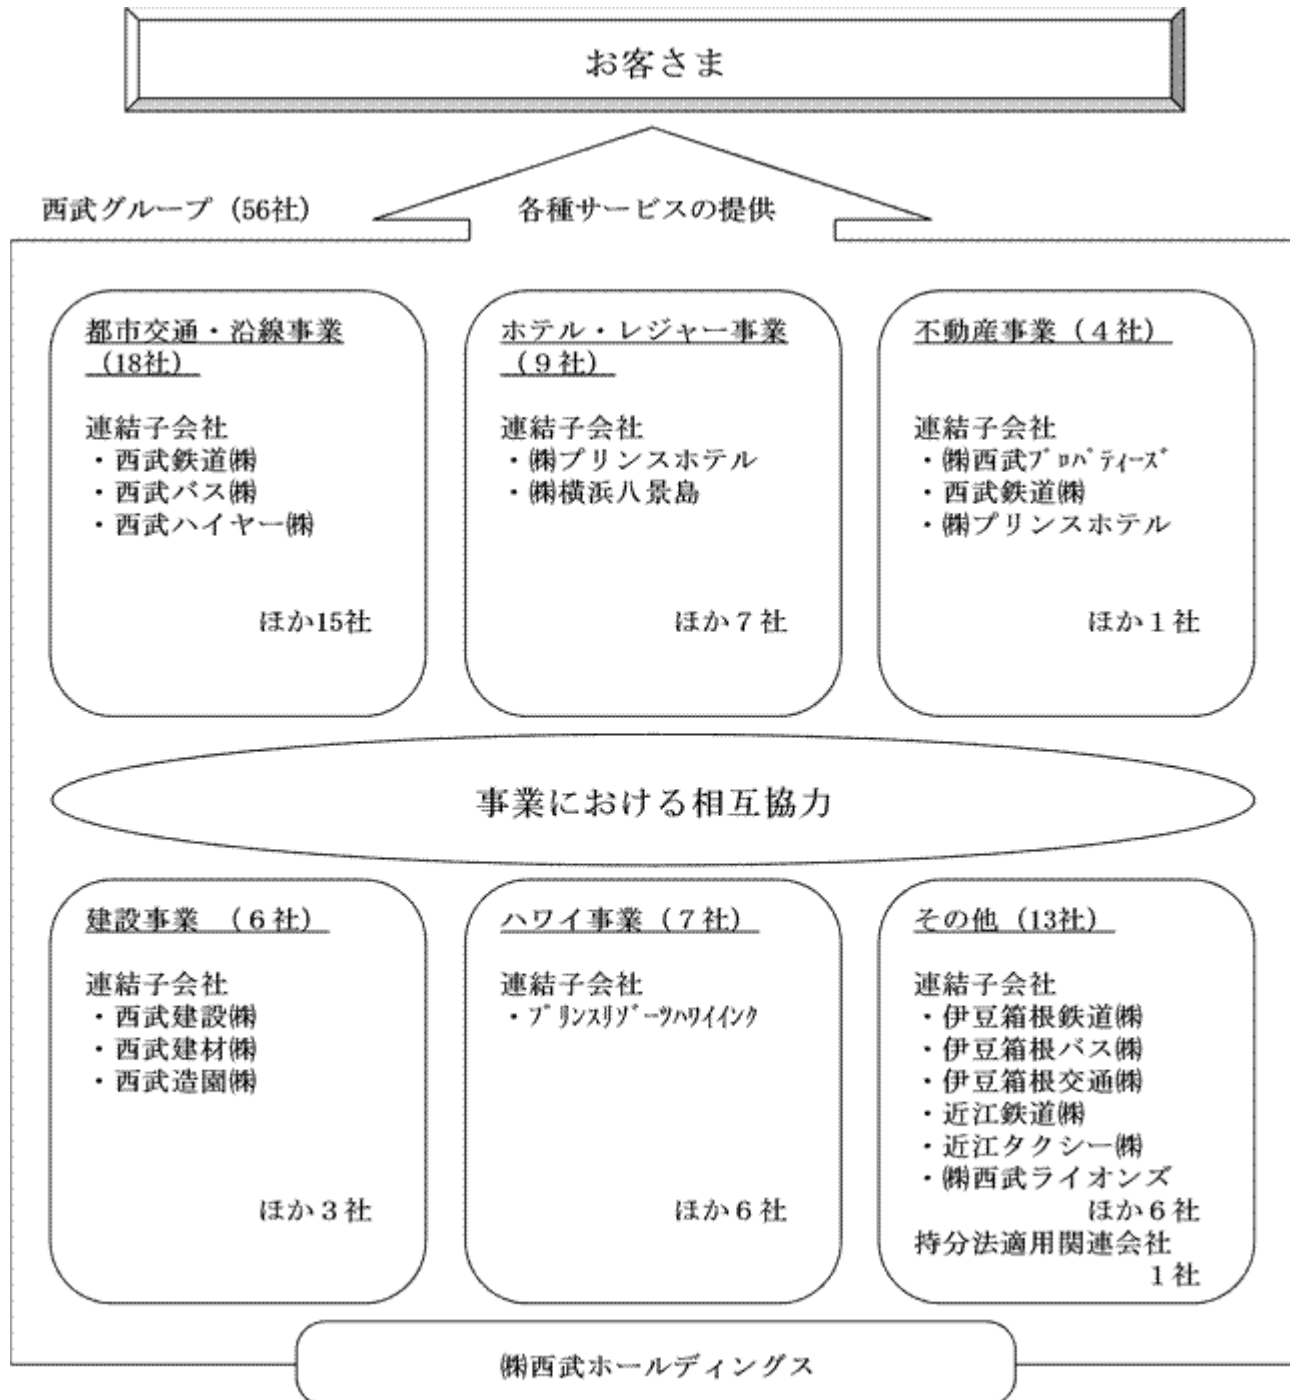 お客さま
西武グループ（56社）
各種サービスの提供
都市交通・沿線事業
（18社）
連結子会社
・西武鉄道㈱
・西武バス㈱
・西武ハイヤー㈱
ほか15社
ホテル・レジャー事業
（９社）
連結子会社
・㈱プリンスホテル
・㈱横浜八景島
ほか７社
不動産事業（４社）
連結子会社
・㈱西武ﾌﾟﾛﾊﾟﾃｨｰｽﾞ
・西武鉄道㈱
・㈱プリンスホテル
ほか１社
事業における相互協力
建設事業　（６社）
連結子会社
・西武建設㈱
・西武建材㈱
・西武造園㈱
ほか３社
ハワイ事業（７社）
連結子会社
・ﾌﾟﾘﾝｽﾘｿﾞｰﾂﾊﾜｲｲﾝｸ
ほか６社
その他（13社）
連結子会社
・伊豆箱根鉄道㈱
・伊豆箱根バス㈱
・伊豆箱根交通㈱
・近江鉄道㈱
・近江タクシー㈱
・㈱西武ライオンズ
ほか６社
持分法適用関連会社
１社
㈱西武ホールディングス